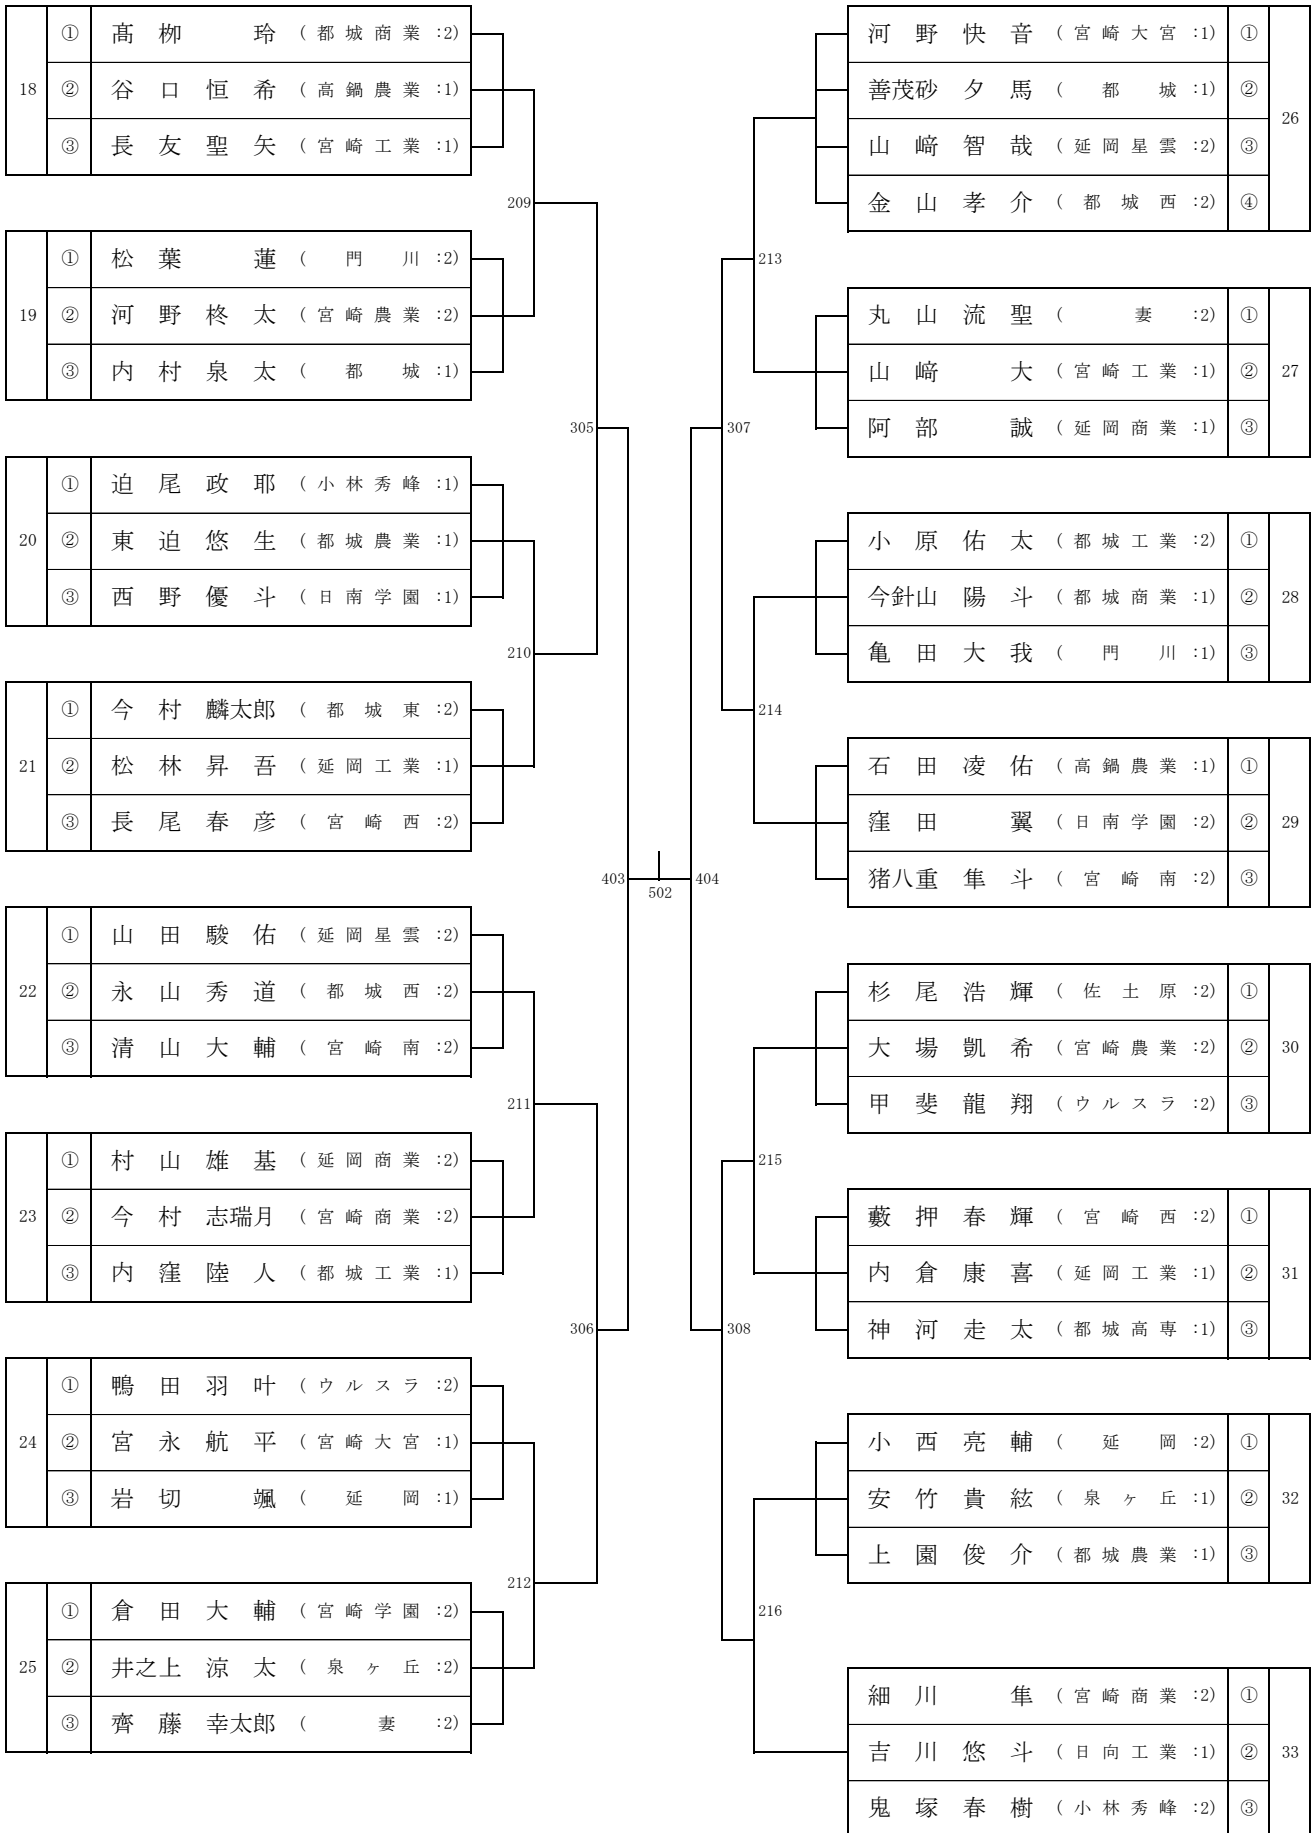 18
① 髙栁 玲 (都城商業:2)
② 谷口恒希 (高鍋農業:1)
③ 長友聖矢 (宮崎工業:1)
209
19
① 松葉 蓮 (門川:2)
② 河野柊太 (宮崎農業:2)
③ 内村泉太 (都城:1)
305
20
① 迫尾政耶 (小林秀峰:1)
② 東迫悠生 (都城農業:1)
③ 西野優斗 (日南学園:1)
210
21
① 今村麟太郎 (都城東:2)
② 松林昇吾 (延岡工業:1)
③ 長尾春彦 (宮崎西:2)
403
502
404
22
① 山田駿佑 (延岡星雲:2)
② 永山秀道 (都城西:2)
③ 清山大輔 (宮崎南:2)
211
23
① 村山雄基 (延岡商業:2)
② 今村志瑞月 (宮崎商業:2)
③ 内窪陸人 (都城工業:1)
306
24
① 鴨田羽叶 (ウルスラ:2)
② 宮永航平 (宮崎大宮:1)
③ 岩切 颯 (延岡:1)
212
25
① 倉田大輔 (宮崎学園:2)
② 井之上涼太 (泉ヶ丘:2)
③ 齊藤幸太郎 (妻:2)
河野快音 (宮崎大宮:1) ①
善茂砂夕馬 (都城:1) ②
26
山﨑智哉 (延岡星雲:2) ③
金山孝介 (都城西:2) ④
213
丸山流聖 (妻:2) ①
山﨑 大 (宮崎工業:1) ②
27
阿部 誠 (延岡商業:1) ③
307
小原佑太 (都城工業:2) ①
今針山陽斗 (都城商業:1) ②
28
亀田大我 (門川:1) ③
214
石田凌佑 (高鍋農業:1) ①
窪田 翼 (日南学園:2) ②
29
猪八重隼斗 (宮崎南:2) ③
杉尾浩輝 (佐土原:2) ①
大場凱希 (宮崎農業:2) ②
30
甲斐龍翔 (ウルスラ:2) ③
215
藪押春輝 (宮崎西:2) ①
内倉康喜 (延岡工業:1) ②
31
神河走太 (都城高専:1) ③
308
小西亮輔 (延岡:2) ①
安竹貴絃 (泉ヶ丘:1) ②
32
上園俊介 (都城農業:1) ③
216
細川 隼 (宮崎商業:2) ①
吉川悠斗 (日向工業:1) ②
33
鬼塚春樹 (小林秀峰:2) ③